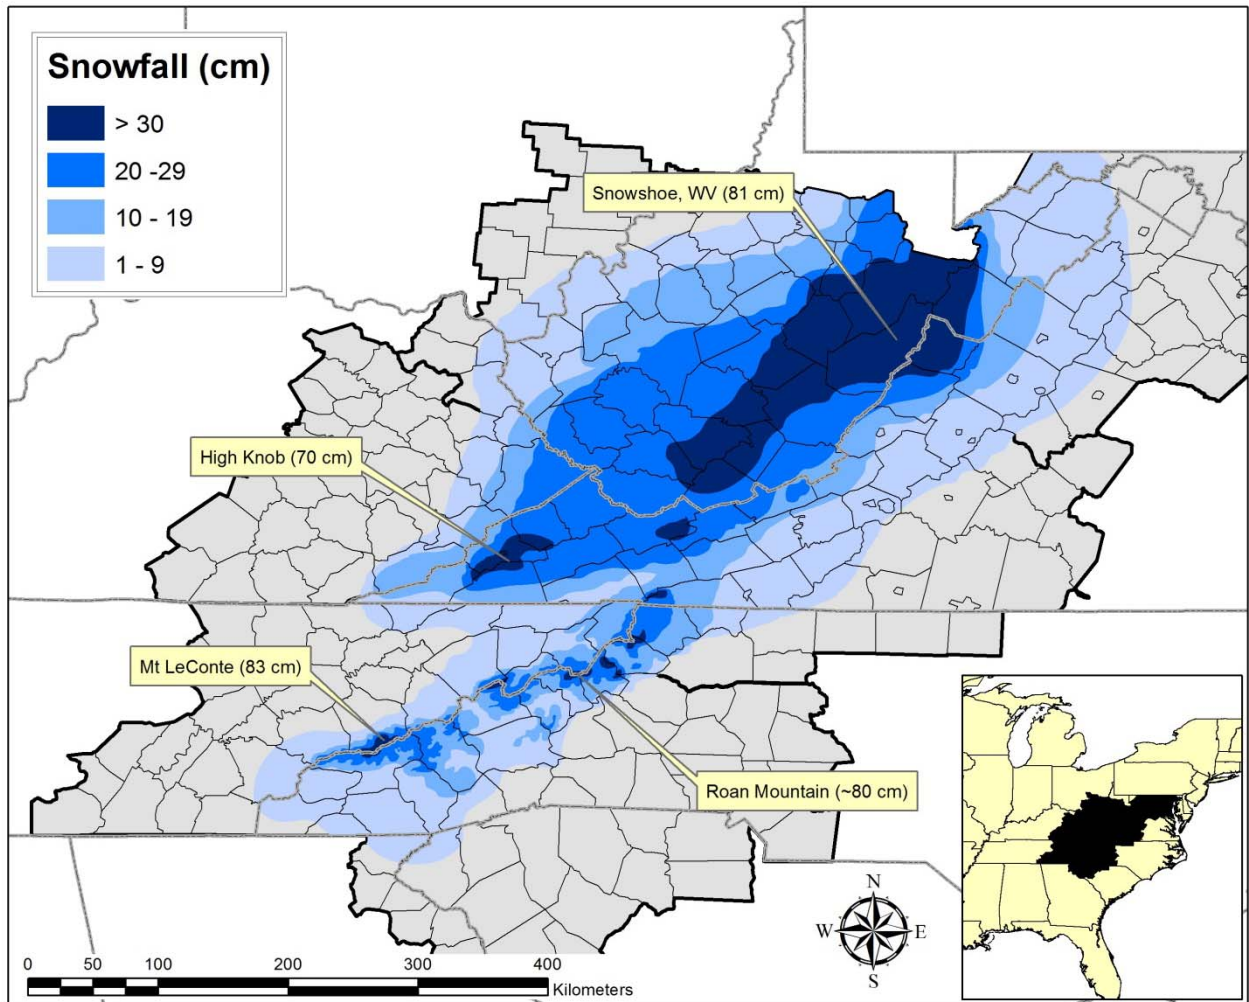 Snowfall (cm)
> 30
20 -29
10 - 19
1 - 9
Snowshoe, WV (81 cm)
High Knob (70 cm)
Mt LeConte (83 cm)
Roan Mountain (~80 cm)
N
W E
S
0 50 100 200 300 400
Kilometers